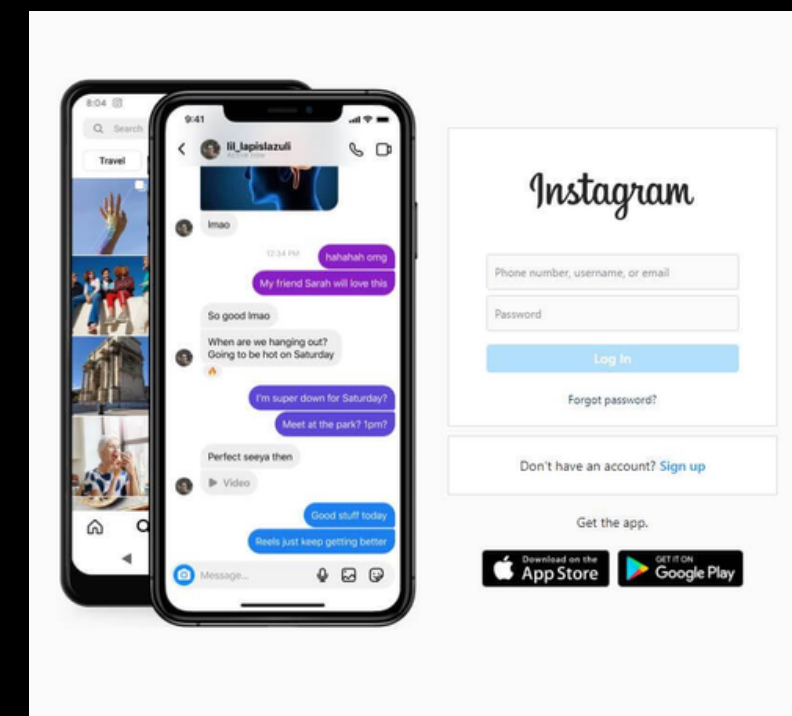 8:04
Search
Travel
9:41
lil_lapislazuli
Active now
lmao
12:34 PM
hahahah omg
My friend Sarah will love this
So good lmao
When are we hanging out?
Going to be hot on Saturday
I'm super down for Saturday?
Meet at the park? 1pm?
Perfect seeya then
Video
Good stuff today
Reels just keep getting better
Message...
Instagram
Phone number, username, or email
Password
Log In
Forgot password?
Don't have an account? Sign up
Get the app.
Download on the
App Store
GET IT ON
Google Play